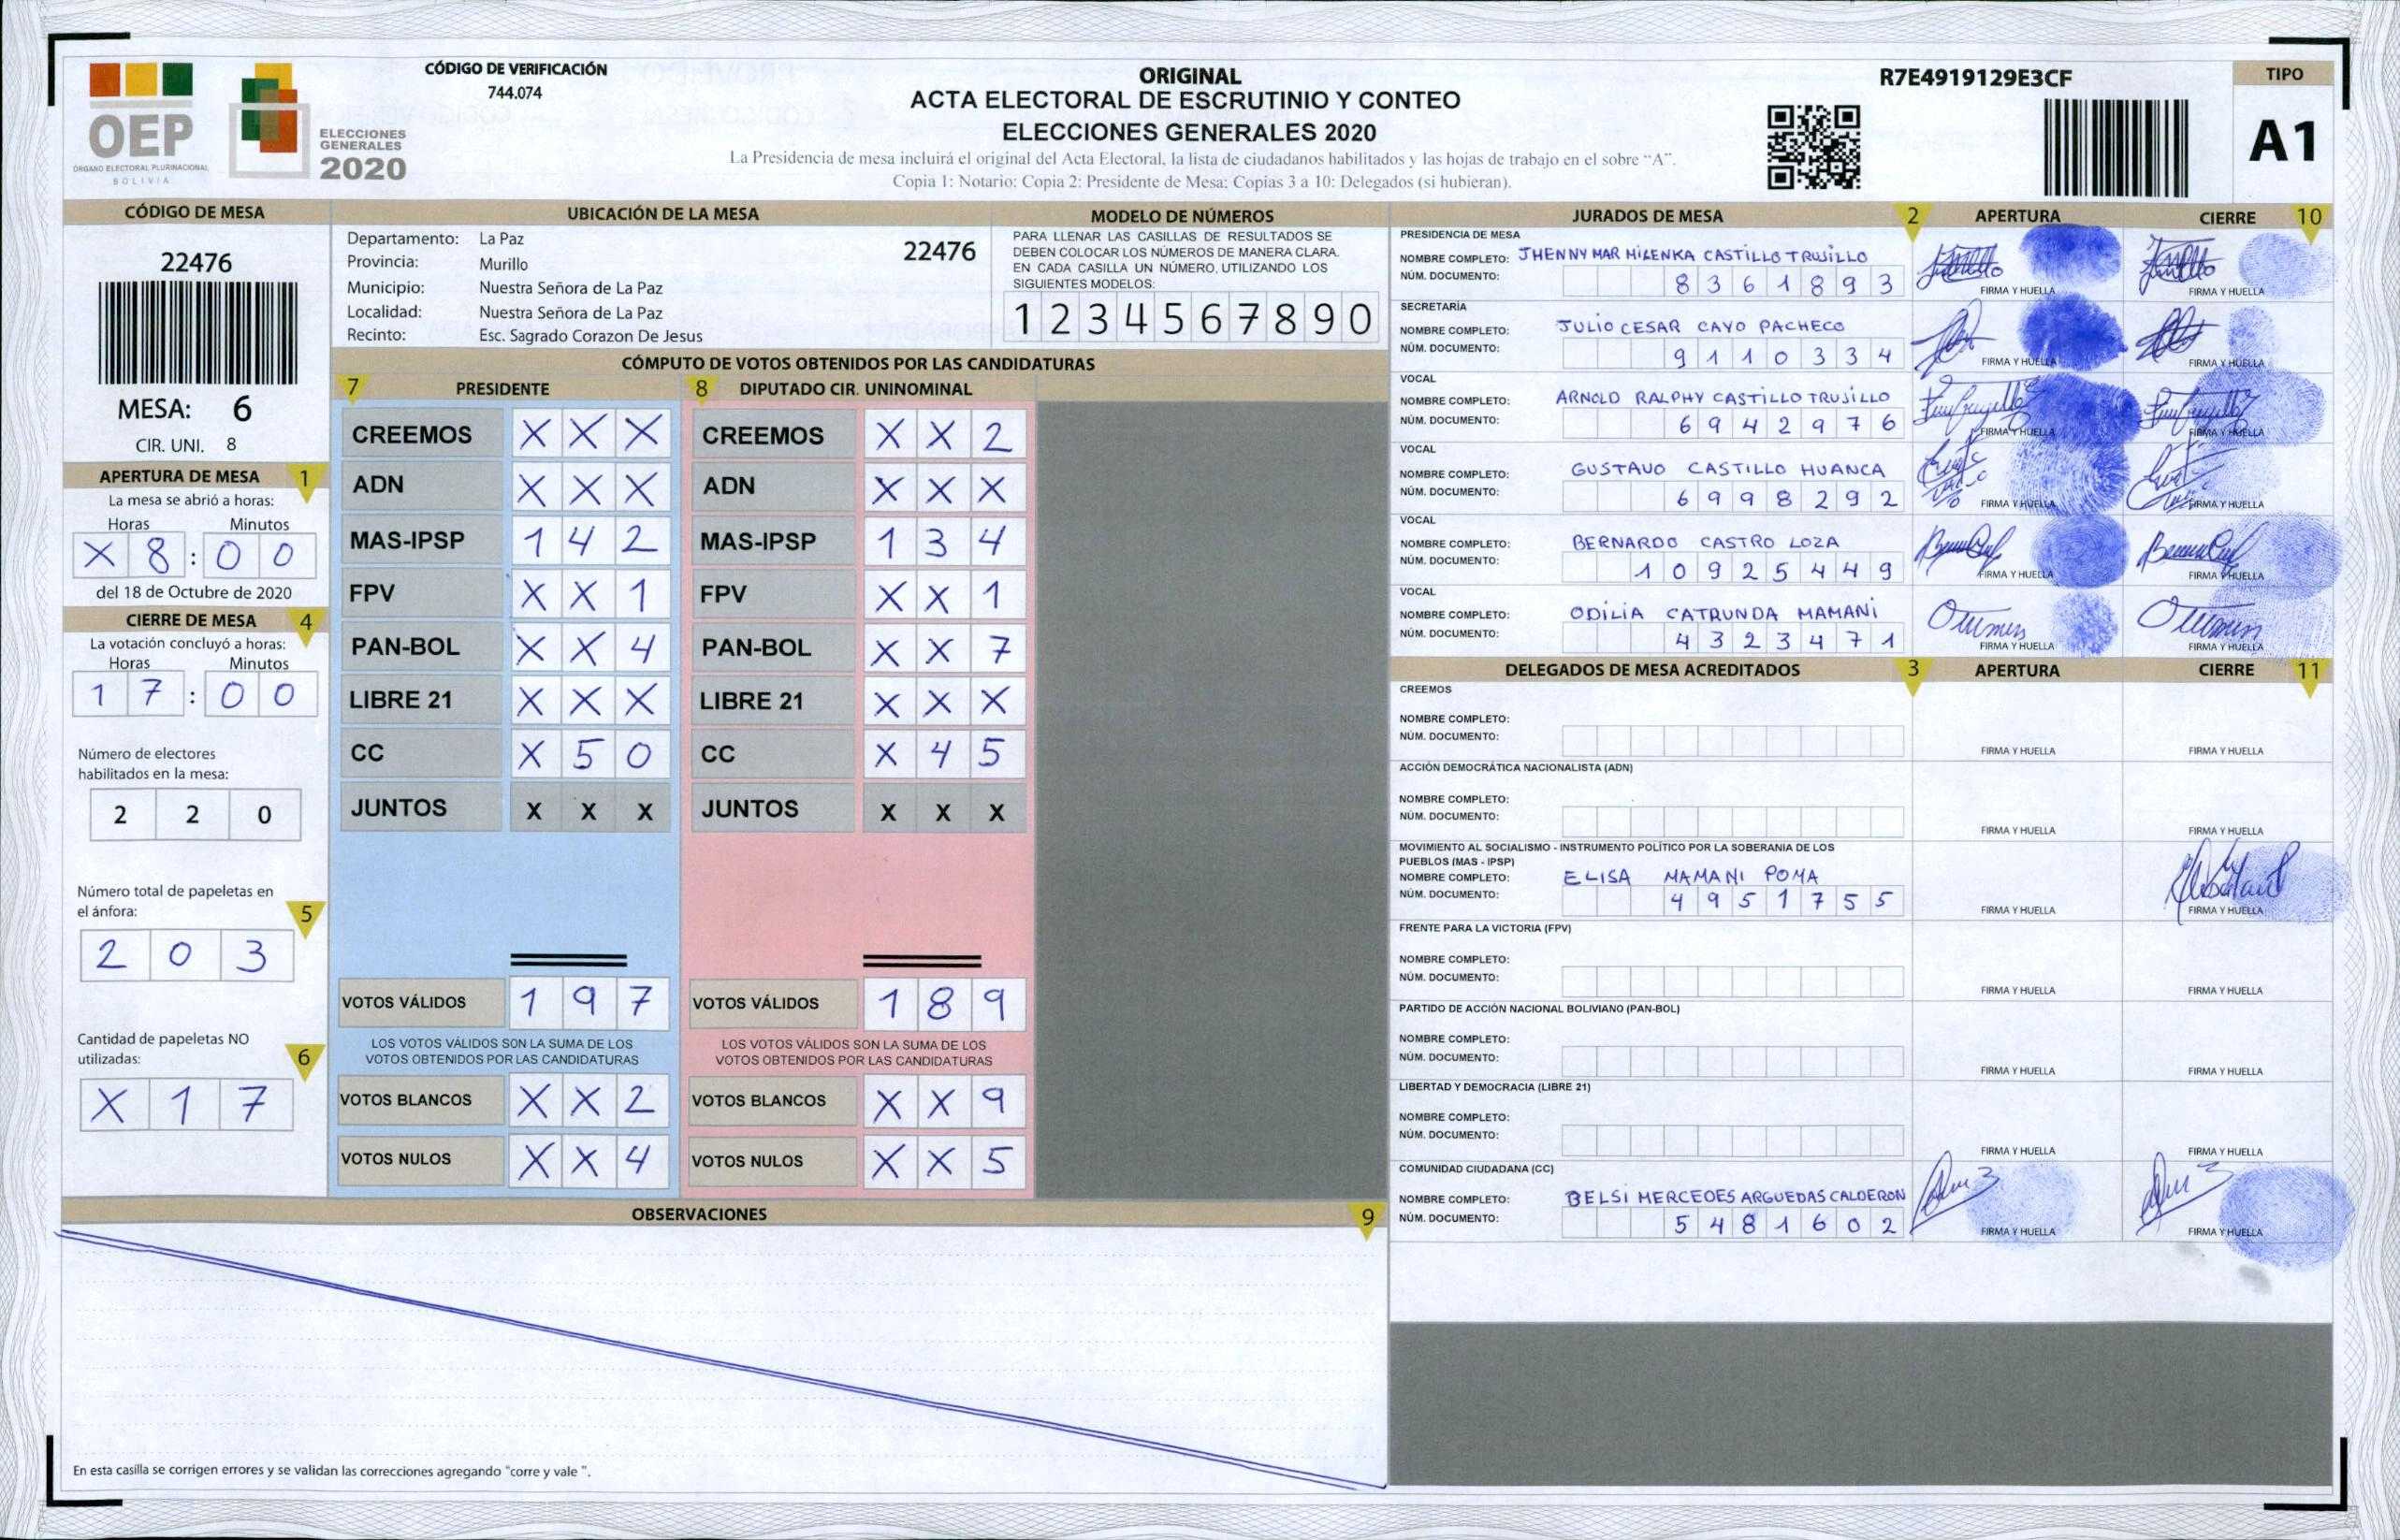 OEP
ÓRGANO ELECTORAL PLURINACIONAL
BOLIVIA
ELECCIONES
GENERALES
2020
CÓDIGO DE VERIFICACIÓN
744.074
ORIGINAL
ACTA ELECTORAL DE ESCRUTINIO Y CONTEO
ELECCIONES GENERALES 2020
La Presidencia de mesa incluirá el original del Acta Electoral, la lista de ciudadanos habilitados y las hojas de trabajo en el sobre “A”.
Copia 1: Notario: Copia 2: Presidente de Mesa: Copias 3 a 10: Delegados (si hubieran).
R7E4919129E3CF
TIPO
A1
CÓDIGO DE MESA
22476
MESA: 6
CIR. UNI. 8
APERTURA DE MESA 1
La mesa se abrió a horas:
Horas Minutos
X 8 : 0 0
del 18 de Octubre de 2020
CIERRE DE MESA 4
La votación concluyó a horas:
Horas Minutos
1 7 : 0 0
Número de electores
habilitados en la mesa:
2 2 0
Número total de papeletas en
el ánfora: 5
2 0 3
Cantidad de papeletas NO
utilizadas: 6
X 1 7
UBICACIÓN DE LA MESA
Departamento: La Paz 22476
Provincia: Murillo
Municipio: Nuestra Señora de La Paz
Localidad: Nuestra Señora de La Paz
Recinto: Esc. Sagrado Corazon De Jesus
MODELO DE NÚMEROS
PARA LLENAR LAS CASILLAS DE RESULTADOS SE
DEBEN COLOCAR LOS NÚMEROS DE MANERA CLARA.
EN CADA CASILLA UN NÚMERO, UTILIZANDO LOS
SIGUIENTES MODELOS:
1 2 3 4 5 6 7 8 9 0
CÓMPUTO DE VOTOS OBTENIDOS POR LAS CANDIDATURAS
7 PRESIDENTE 8 DIPUTADO CIR. UNINOMINAL
CREEMOS X X X CREEMOS X X 2
ADN X X X ADN X X X
MAS-IPSP 1 4 2 MAS-IPSP 1 3 4
FPV X X 1 FPV X X 1
PAN-BOL X X 4 PAN-BOL X X 7
LIBRE 21 X X X LIBRE 21 X X X
CC X 5 0 CC X 4 5
JUNTOS X X X JUNTOS X X X
VOTOS VÁLIDOS 1 9 7 VOTOS VÁLIDOS 1 8 9
LOS VOTOS VÁLIDOS SON LA SUMA DE LOS LOS VOTOS VÁLIDOS SON LA SUMA DE LOS
VOTOS OBTENIDOS POR LAS CANDIDATURAS VOTOS OBTENIDOS POR LAS CANDIDATURAS
VOTOS BLANCOS X X 2 VOTOS BLANCOS X X 9
VOTOS NULOS X X 4 VOTOS NULOS X X 5
OBSERVACIONES 9
En esta casilla se corrigen errores y se validan las correcciones agregando "corre y vale ".
JURADOS DE MESA 2 APERTURA CIERRE 10
PRESIDENCIA DE MESA
NOMBRE COMPLETO: JHENNY MAR MILENKA CASTILLO TRUJILLO
NÚM. DOCUMENTO: 8 3 6 1 8 9 3
FIRMA Y HUELLA FIRMA Y HUELLA
SECRETARÍA
NOMBRE COMPLETO: JULIO CESAR CAYO PACHECO
NÚM. DOCUMENTO: 9 1 1 0 3 3 4
FIRMA Y HUELLA FIRMA Y HUELLA
VOCAL
NOMBRE COMPLETO: ARNOLD RALPHY CASTILLO TRUJILLO
NÚM. DOCUMENTO: 6 9 4 2 9 7 6
FIRMA Y HUELLA FIRMA Y HUELLA
VOCAL
NOMBRE COMPLETO: GUSTAVO CASTILLO HUANCA
NÚM. DOCUMENTO: 6 9 9 8 2 9 2
FIRMA Y HUELLA FIRMA Y HUELLA
VOCAL
NOMBRE COMPLETO: BERNARDO CASTRO LOZA
NÚM. DOCUMENTO: 1 0 9 2 5 4 4 9
FIRMA Y HUELLA FIRMA Y HUELLA
VOCAL
NOMBRE COMPLETO: ODILIA CATRUNDA MAMANI
NÚM. DOCUMENTO: 4 3 2 3 4 7 1
FIRMA Y HUELLA FIRMA Y HUELLA
DELEGADOS DE MESA ACREDITADOS 3 APERTURA CIERRE 11
CREEMOS
NOMBRE COMPLETO:
NÚM. DOCUMENTO:
FIRMA Y HUELLA FIRMA Y HUELLA
ACCIÓN DEMOCRÁTICA NACIONALISTA (ADN)
NOMBRE COMPLETO:
NÚM. DOCUMENTO:
FIRMA Y HUELLA FIRMA Y HUELLA
MOVIMIENTO AL SOCIALISMO - INSTRUMENTO POLÍTICO POR LA SOBERANIA DE LOS
PUEBLOS (MAS - IPSP)
NOMBRE COMPLETO: ELISA MAMANI POMA
NÚM. DOCUMENTO: 4 9 5 1 7 5 5
FIRMA Y HUELLA FIRMA Y HUELLA
FRENTE PARA LA VICTORIA (FPV)
NOMBRE COMPLETO:
NÚM. DOCUMENTO:
FIRMA Y HUELLA FIRMA Y HUELLA
PARTIDO DE ACCIÓN NACIONAL BOLIVIANO (PAN-BOL)
NOMBRE COMPLETO:
NÚM. DOCUMENTO:
FIRMA Y HUELLA FIRMA Y HUELLA
LIBERTAD Y DEMOCRACIA (LIBRE 21)
NOMBRE COMPLETO:
NÚM. DOCUMENTO:
FIRMA Y HUELLA FIRMA Y HUELLA
COMUNIDAD CIUDADANA (CC)
NOMBRE COMPLETO: BELSI MERCEDES ARGUEDAS CALDERON
NÚM. DOCUMENTO: 5 4 8 1 6 0 2
FIRMA Y HUELLA FIRMA Y HUELLA